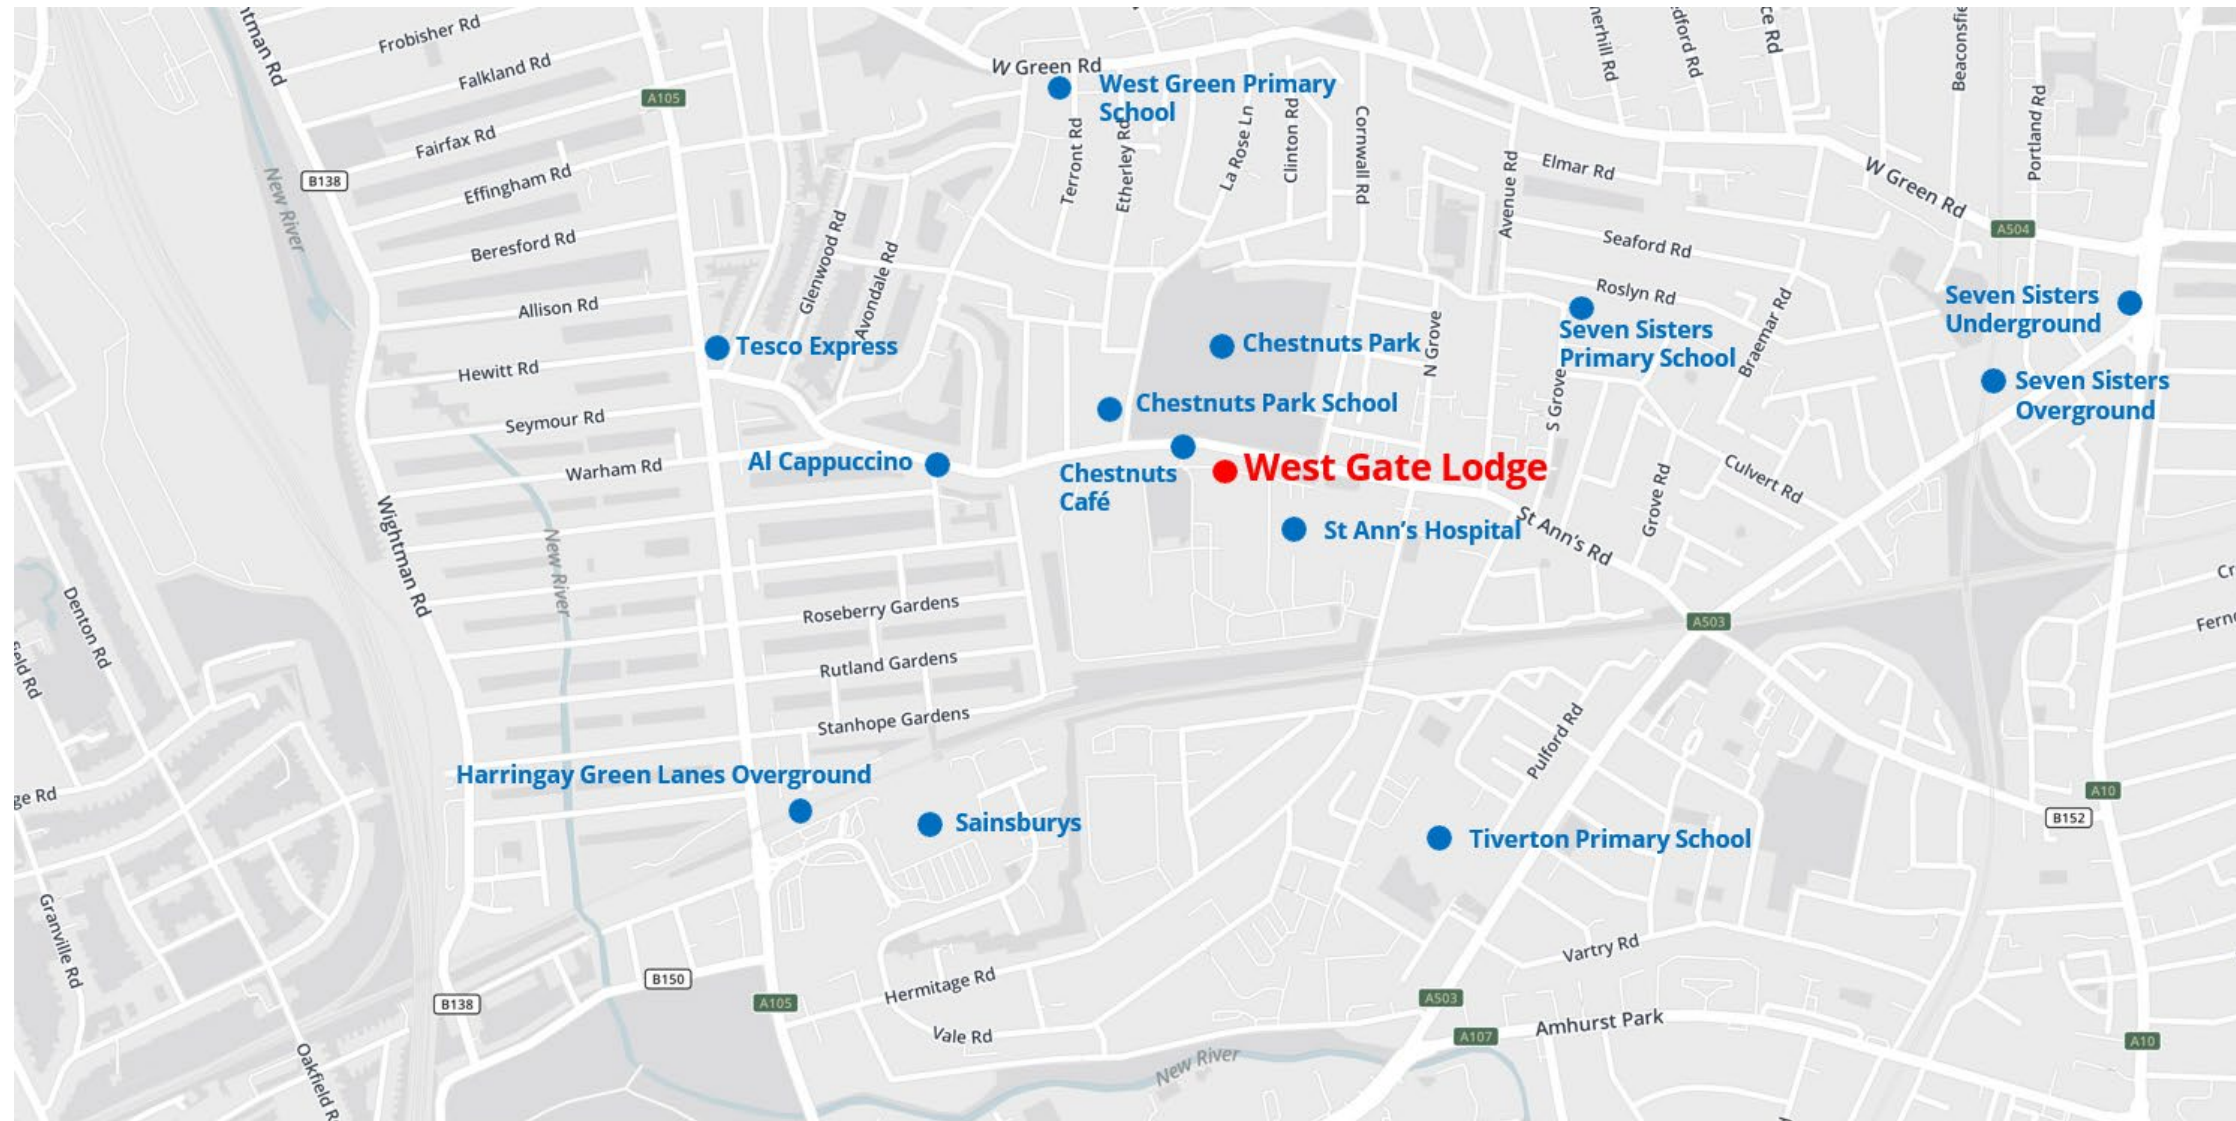 Frobisher Rd
W Green Rd
Falkland Rd
West Green Primary
School
A105
Fairfax Rd
Terront Rd
Etherley Rd
La Rose Ln
Clinton Rd
Cornwall Rd
Portland Rd
Avenue Rd
Elmar Rd
W Green Rd
B138
Effingham Rd
New River
A504
Beresford Rd
Glenwood Rd
Avondale Rd
Seaford Rd
Roslyn Rd
Allison Rd
Seven Sisters
Underground
Braemar Rd
Seven Sisters
Primary School
Tesco Express
Chestnuts Park
N Grove
Hewitt Rd
Seven Sisters
Overground
Chestnuts Park School
S Grove
Seymour Rd
Al Cappuccino
Warham Rd
Chestnuts
Café
West Gate Lodge
Culvert Rd
Grove Rd
Wightman Rd
New River
St Ann's Hospital
St Ann's Rd
Denton Rd
Roseberry Gardens
A503
Rutland Gardens
Stanhope Gardens
Pulford Rd
Harringay Green Lanes Overground
A10
B152
Sainsburys
Tiverton Primary School
Granville Rd
Vartry Rd
B150
Hermitage Rd
B138
A105
A503
Vale Rd
A107
Amhurst Park
A10
New River
Oakfield R